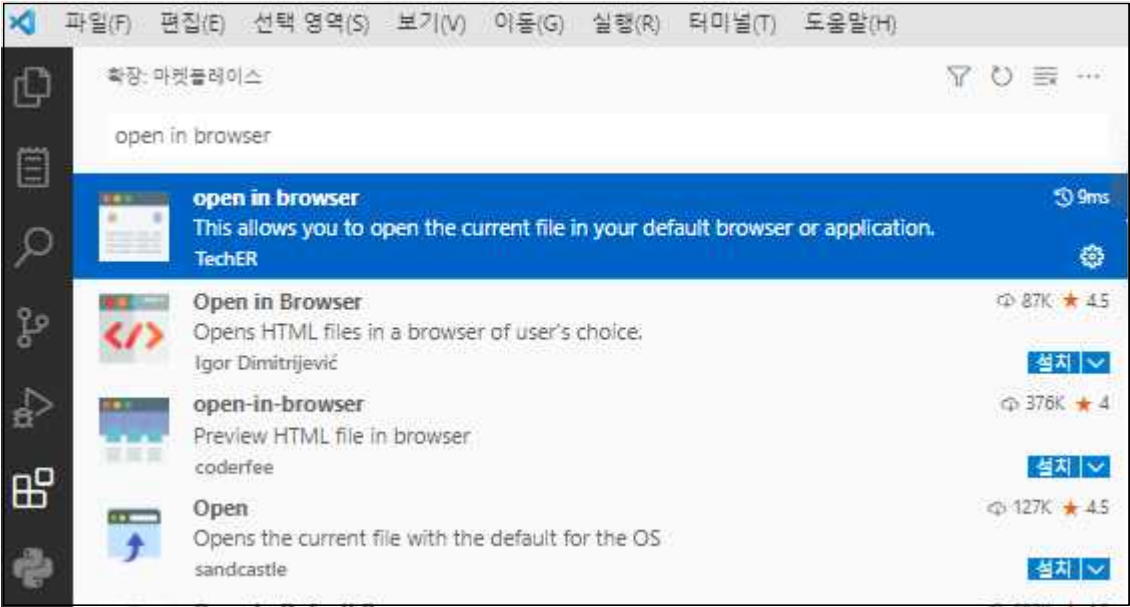 파일(F) 편집(E) 선택 영역(S) 보기(V) 이동(G) 실행(R) 터미널(T) 도움말(H)
확장: 마켓플레이스
open in browser
open in browser 9ms
This allows you to open the current file in your default browser or application.
TechER
Open in Browser 87K ★ 4.5
Opens HTML files in a browser of user's choice.
Igor Dimitrijević 설치
open-in-browser 376K ★ 4
Preview HTML file in browser
coderfee 설치
Open 127K ★ 4.5
Opens the current file with the default for the OS
sandcastle 설치